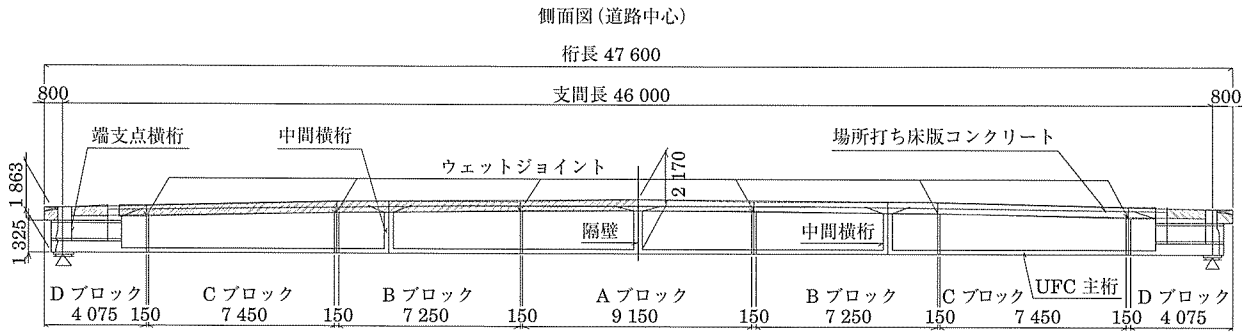 側面図(道路中心)
桁長 47 600
800 支間長 46 000 800
端支点横桁 中間横桁 ウェットジョイント 2 170 場所打ち床版コンクリート
1 863
1 325
隔壁 中間横桁
UFC 主桁
D ブロック C ブロック B ブロック A ブロック B ブロック C ブロック D ブロック
4 075 150 7 450 150 7 250 150 9 150 150 7 250 150 7 450 150 4 075